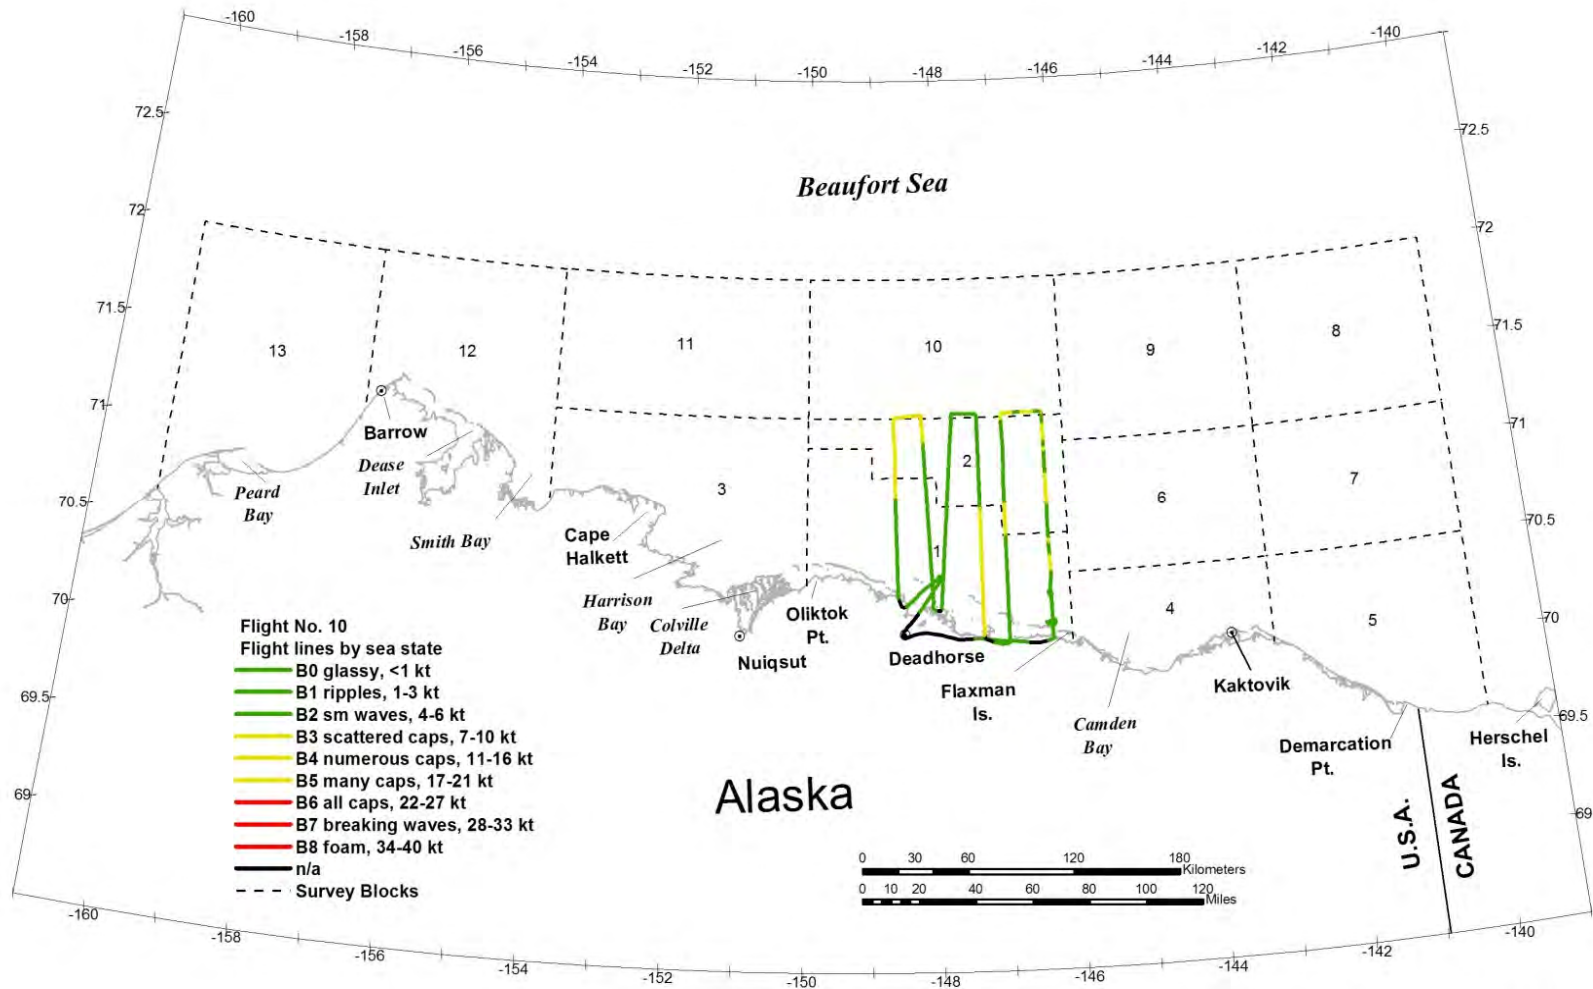 -160
-158
-156
-154
-152
-150
-148
-146
-144
-142
-140
72.5
72.5
Beaufort Sea
72
72
71.5
71.5
13
12
11
10
9
8
71
71
Barrow
Dease
Inlet
Peard
Bay
Smith Bay
3
2
6
7
70.5
70.5
Cape
Halkett
1
Harrison
Bay
Colville
Delta
Oliktok
Pt.
Nuiqsut
Deadhorse
Flaxman
Is.
4
5
70
70
Kaktovik
Camden
Bay
Demarcation
Pt.
Herschel
Is.
69.5
69.5
Flight No. 10
Flight lines by sea state
B0 glassy, <1 kt
B1 ripples, 1-3 kt
B2 sm waves, 4-6 kt
B3 scattered caps, 7-10 kt
B4 numerous caps, 11-16 kt
B5 many caps, 17-21 kt
B6 all caps, 22-27 kt
B7 breaking waves, 28-33 kt
B8 foam, 34-40 kt
n/a
Survey Blocks
Alaska
U.S.A.
CANADA
69
69
0 30 60 120 180
Kilometers
0 10 20 40 60 80 100 120
Miles
-160
-158
-156
-154
-152
-150
-148
-146
-144
-142
-140